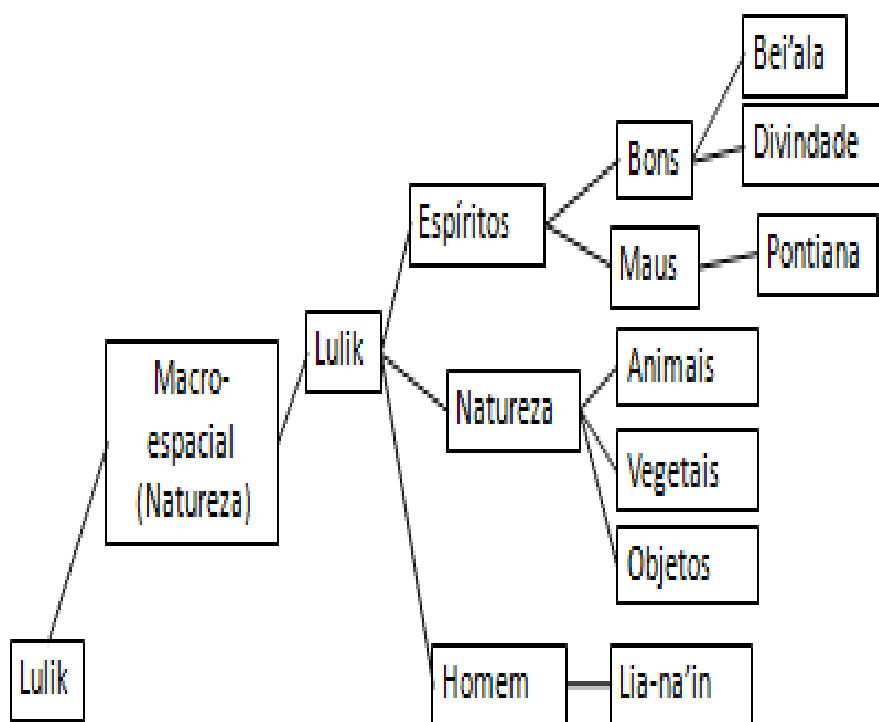 Bei'ala
Divindade
Bons
Espíritos
Maus
Pontiana
Lulik
Macro-
espacial
(Natureza)
Animais
Natureza
Vegetais
Objetos
Lulik
Homem
Lia-na'in